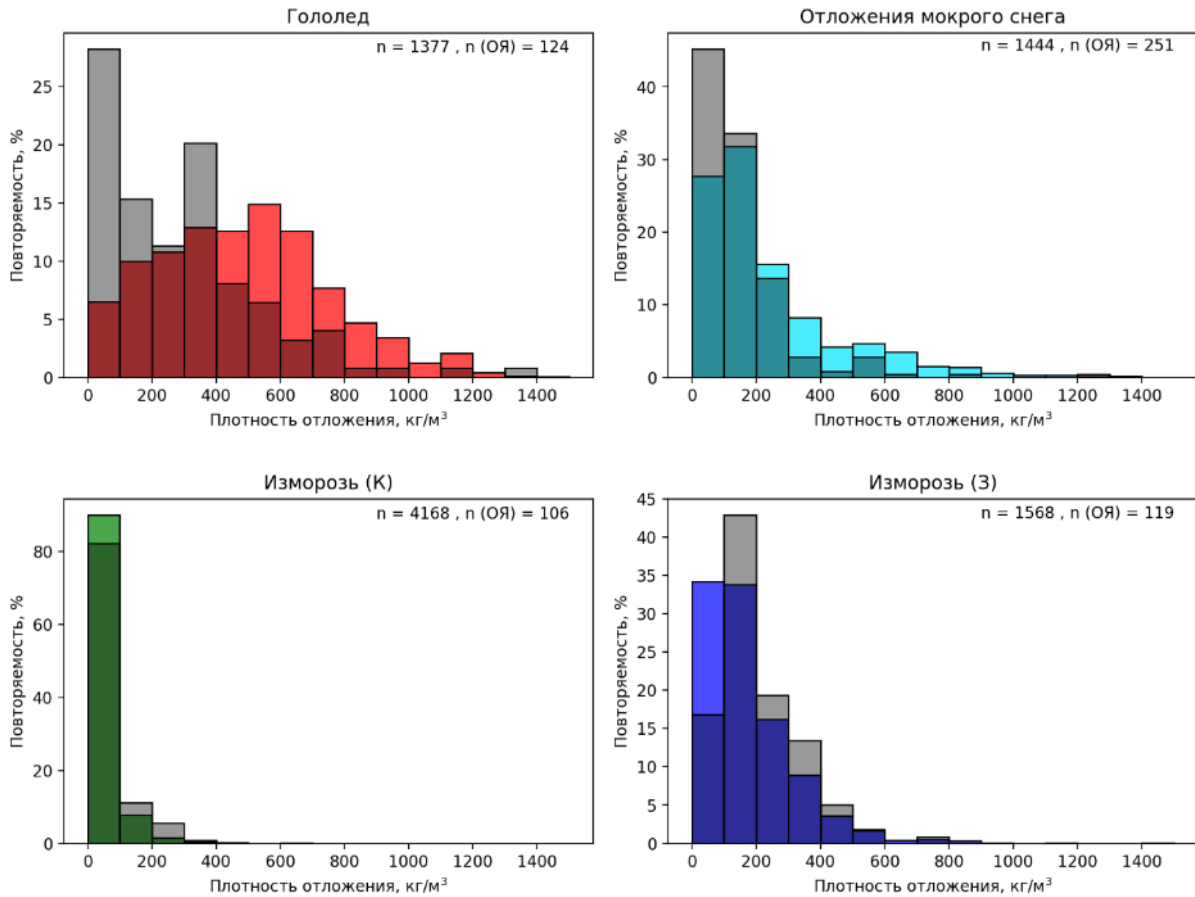 Гололед
n = 1377 , n (ОЯ) = 124
Повторяемость, %
25
20
15
10
5
0
0 200 400 600 800 1000 1200 1400
Плотность отложения, кг/м³
Отложения мокрого снега
n = 1444 , n (ОЯ) = 251
Повторяемость, %
40
30
20
10
0
0 200 400 600 800 1000 1200 1400
Плотность отложения, кг/м³
Изморозь (К)
n = 4168 , n (ОЯ) = 106
Повторяемость, %
80
60
40
20
0
0 200 400 600 800 1000 1200 1400
Плотность отложения, кг/м³
Изморозь (З)
n = 1568 , n (ОЯ) = 119
Повторяемость, %
45
40
35
30
25
20
15
10
5
0
0 200 400 600 800 1000 1200 1400
Плотность отложения, кг/м³